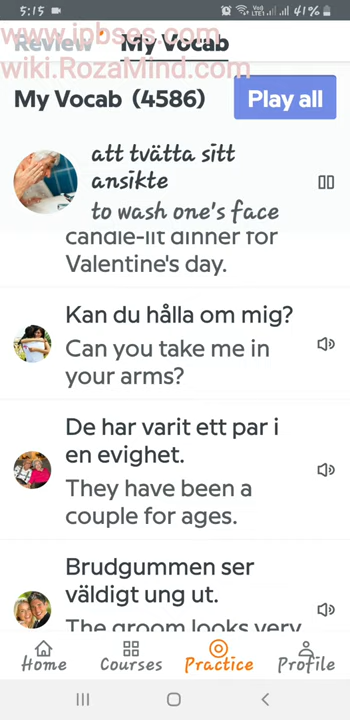 5:15
41%
www.ipbses.com
Review My Vocab
wiki.RozaMind.com
My Vocab (4586)
Play all
att tvätta sitt
ansikte
to wash one's face
candle-lit dinner for
Valentine's day.
Kan du hålla om mig?
Can you take me in
your arms?
De har varit ett par i
en evighet.
They have been a
couple for ages.
Brudgummen ser
väldigt ung ut.
The groom looks very
Home Courses Practice Profile